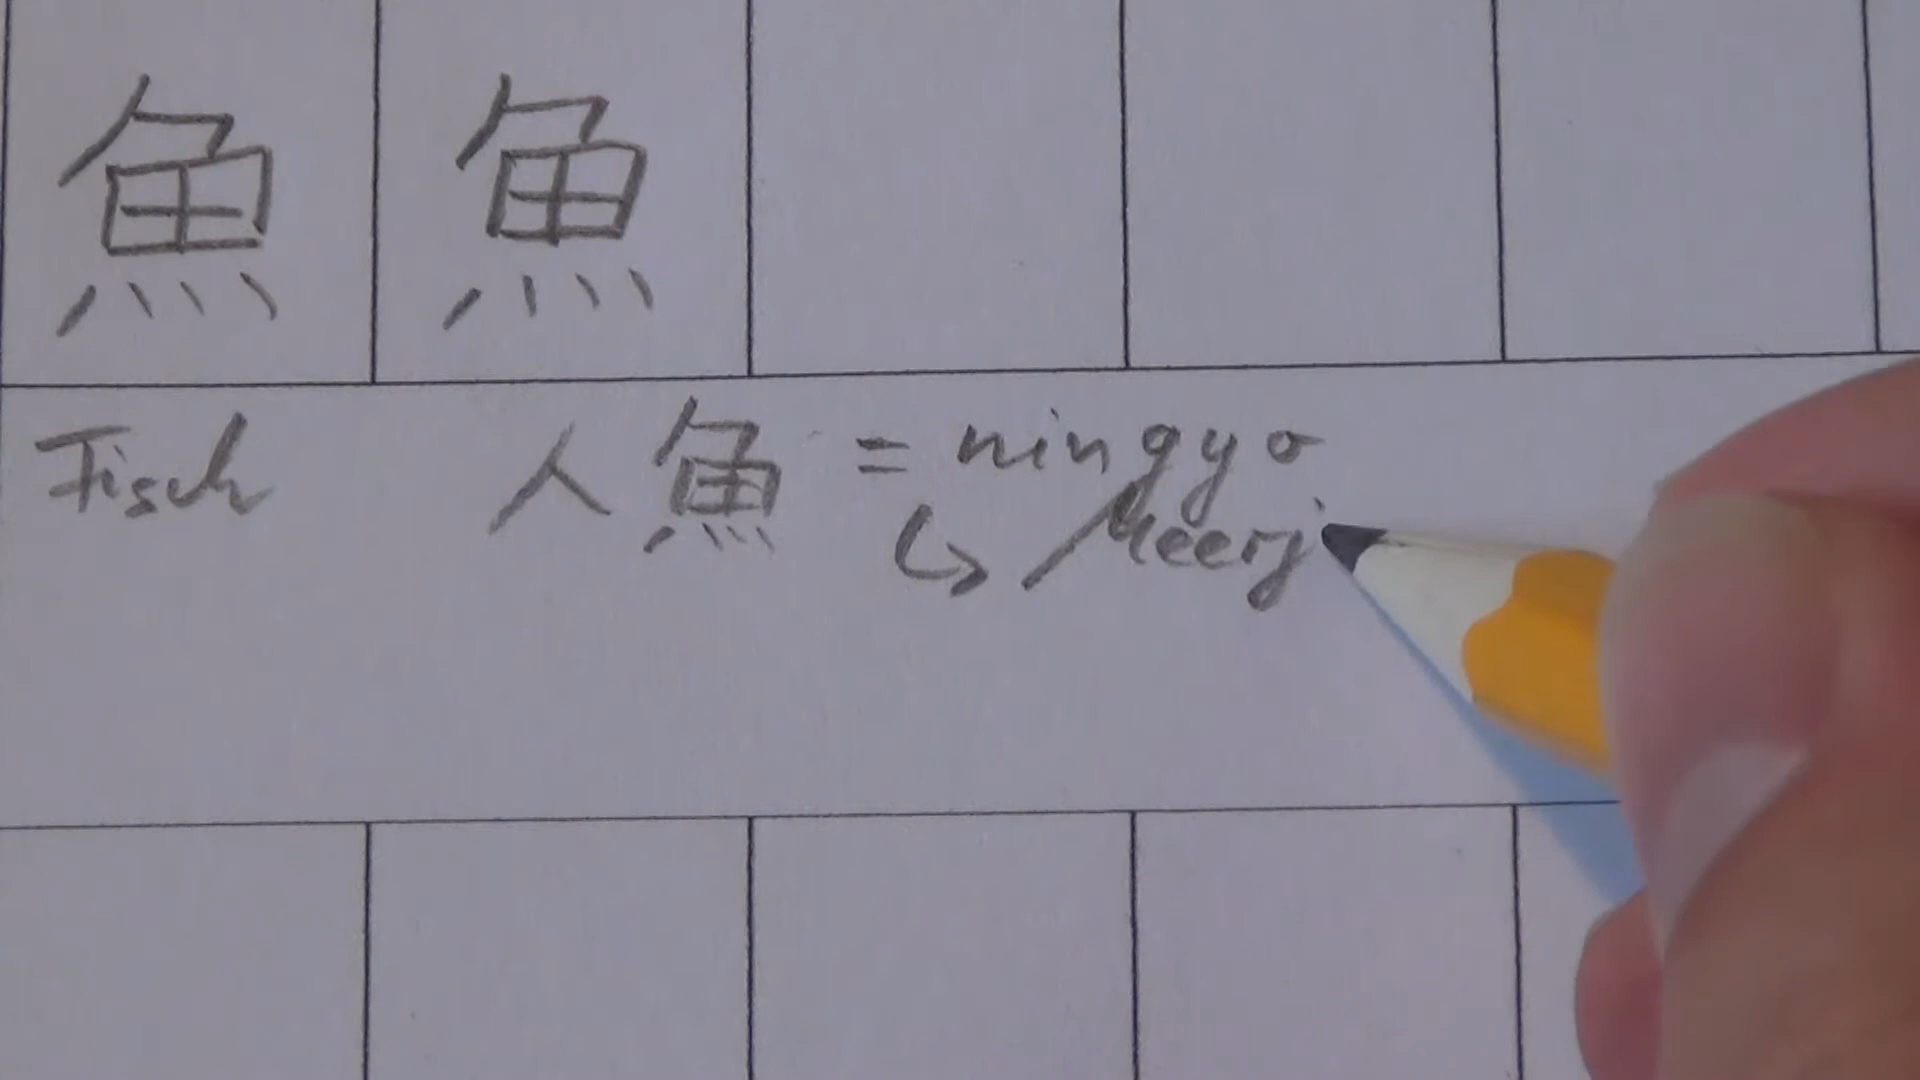 魚 魚
Fisch 人魚 = ningyo
↳ Meerj